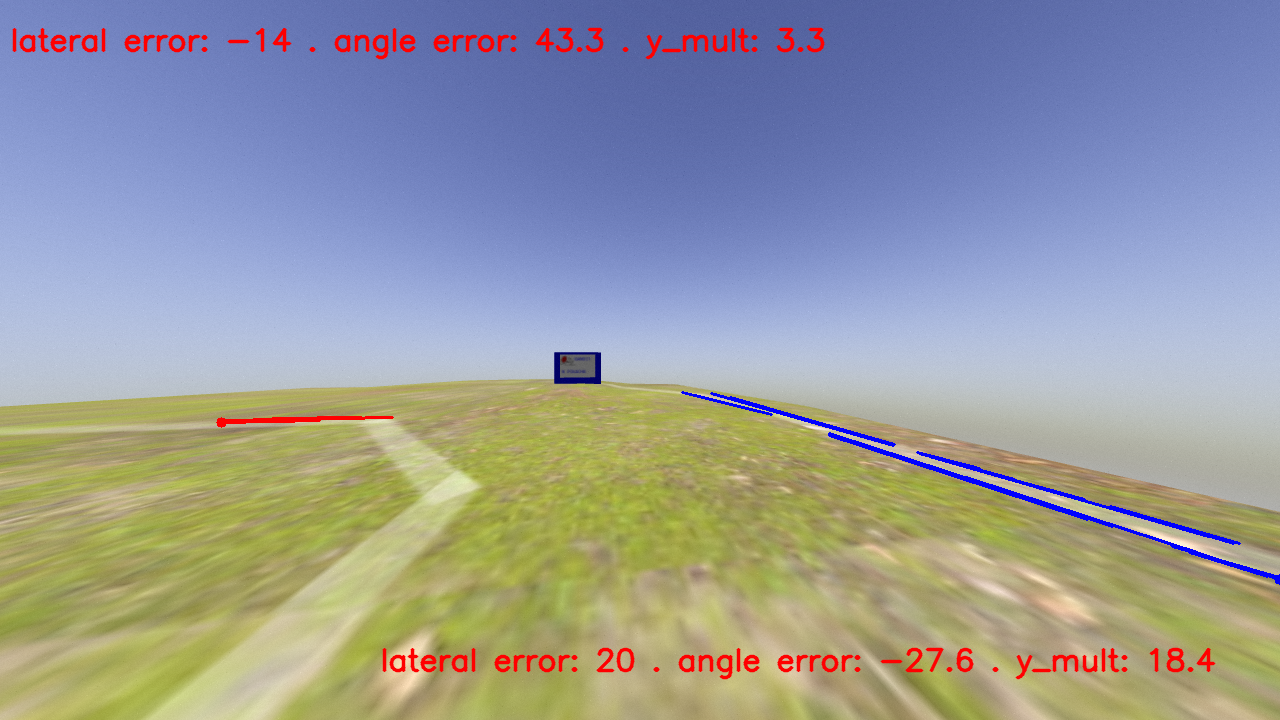 lateral error: -14 . angle error: 43.3 . y_mult: 3.3
lateral error: 20 . angle error: -27.6 . y_mult: 18.4